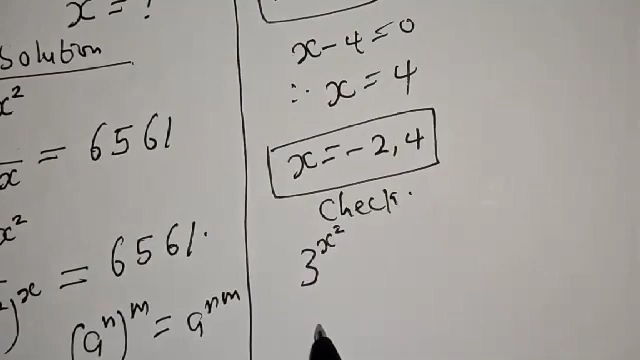 x = ?
Solution
x²
x = 6561
x²
)^x = 6561.
(a^n)^m = a^nm
x-4=0
∴ x = 4
x=-2,4
Check.
3^x²